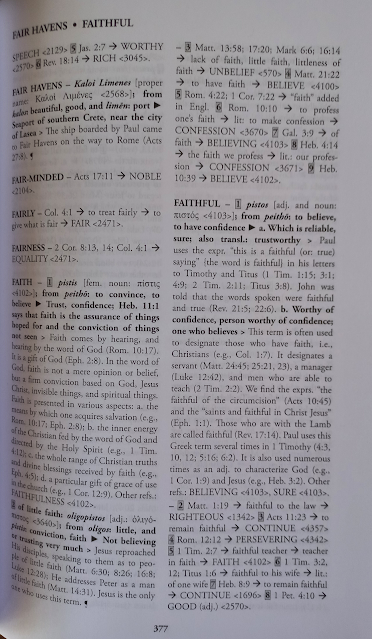 FAIR HAVENS • FAITHFUL
SPEECH <2129> 5 Jas. 2:7 → WORTHY
<2570> 6 Rev. 18:14 → RICH <3045>.
FAIR HAVENS – Kaloi Limenes [proper
name: Καλοὶ Λιμένες <2568>]: from
kalos beautiful, good, and limēn: port ▶
Seaport of southern Crete, near the city
of Lasea > The ship boarded by Paul came
to Fair Havens on the way to Rome (Acts
27:8). ¶
FAIR-MINDED – Acts 17:11 → NOBLE
<2104>.
FAIRLY – Col. 4:1 → to treat fairly → to
give what is fair → FAIR <2471>.
FAIRNESS – 2 Cor. 8:13, 14; Col. 4:1 →
EQUALITY <2471>.
FAITH – 1 pistis [fem. noun: πίστις
<4102>]: from peithō: to convince, to
believe ▶ Trust, confidence; Heb. 11:1
says that faith is the assurance of things
hoped for and the conviction of things
not seen > Faith comes by hearing, and
hearing by the word of God (Rom. 10:17).
It is a gift of God (Eph. 2:8). In the word of
God, faith is not a mere opinion or belief,
but a firm conviction based on God, Jesus
Christ, invisible things, and spiritual things.
Faith is presented in various aspects: a. the
means by which one acquires salvation (e.g.,
Rom. 10:17; Eph. 2:8); b. the inner energy
of the Christian fed by the word of God and
directed by the Holy Spirit (e.g., 1 Tim.
4:12); c. the whole range of Christian truths
and divine blessings received by faith (e.g.,
Eph. 4:5); d. a particular gift of grace of use
to the church (e.g., 1 Cor. 12:9). Other refs.:
FAITHFULNESS <4102>.
2 of little faith: oligopistos [adj.: ὀλιγό-
πιστος <3640>]; from oligos: little, and
pistis: conviction, faith ▶ Not believing
or trusting very much > Jesus reproached
His disciples, speaking to them as to peo-
ple of little faith (Matt. 6:30; 8:26; 16:8;
Luke 12:28); He addresses Peter as a man
of little faith (Matt. 14:31). Jesus is the only
one who uses this term. ¶
– 3 Matt. 13:58; 17:20; Mark 6:6; 16:14
→ lack of faith, little faith, littleness of
faith → UNBELIEF <570> 4 Matt. 21:22
→ to have faith → BELIEVE <4100>
5 Rom. 4:22; 1 Cor. 7:22 → "faith" added
in Engl. 6 Rom. 10:10 → to profess
one's faith > lit: to make confession →
CONFESSION <3670> 7 Gal. 3:9 → of
faith → BELIEVING <4103> 8 Heb. 4:14
→ the faith we profess → lit.: our profes-
sion → CONFESSION <3671> 9 Heb.
10:39 → BELIEVE <4102>.
FAITHFUL – 1 pistos [adj. and noun:
πιστός <4103>]; from peithō: to believe,
to have confidence ▶ a. Which is reliable,
sure; also transl.: trustworthy > Paul
uses the expr. "this is a faithful (or: true)
saying" (the word is faithful) in his letters
to Timothy and Titus (1 Tim. 1:15; 3:1;
4:9; 2 Tim. 2:11; Titus 3:8). John was
told that the words spoken were faithful
and true (Rev. 21:5; 22:6). b. Worthy of
confidence, person worthy of confidence;
one who believes > This term is often used
to designate those who have faith, i.e.,
Christians (e.g., Col. 1:7). It designates a
servant (Matt. 24:45; 25:21, 23), a manager
(Luke 12:42), and men who are able to
teach (2 Tim. 2:2). We find the exprs. "the
faithful of the circumcision" (Acts 10:45)
and the "saints and faithful in Christ Jesus"
(Eph. 1:1). Those who are with the Lamb
are called faithful (Rev. 17:14). Paul uses this
Greek term several times in 1 Timothy (4:3,
10, 12; 5:16; 6:2). It is also used numerous
times as an adj. to characterize God (e.g.,
1 Cor. 1:9) and Jesus (e.g., Heb. 3:2). Other
refs.: BELIEVING <4103>, SURE <4103>.
– 2 Matt. 1:19 → faithful to the law →
RIGHTEOUS <1342> 3 Acts 11:23 → to
remain faithful → CONTINUE <4357>
4 Rom. 12:12 → PERSEVERING <4342>
5 1 Tim. 2:7 → faithful teacher → teacher
in faith → FAITH <4102> 6 1 Tim. 3:2,
12; Titus 1:6 → faithful to his wife → lit.:
of one wife 7 Heb. 8:9 → to remain faithful
→ CONTINUE <1696> 8 1 Pet. 4:10 →
GOOD (adj.) <2570>.
377